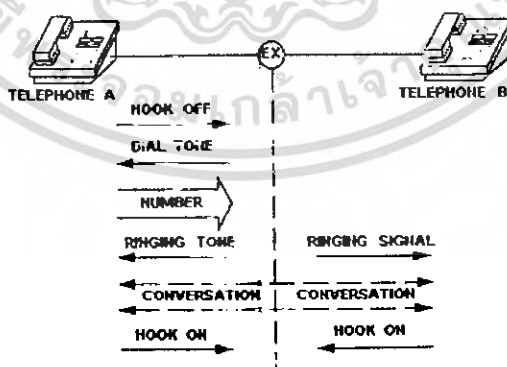 EX
TELEPHONE A
TELEPHONE B
HOOK OFF
DIAL TONE
NUMBER
RINGING TONE RINGING SIGNAL
CONVERSATION CONVERSATION
HOOK ON HOOK ON